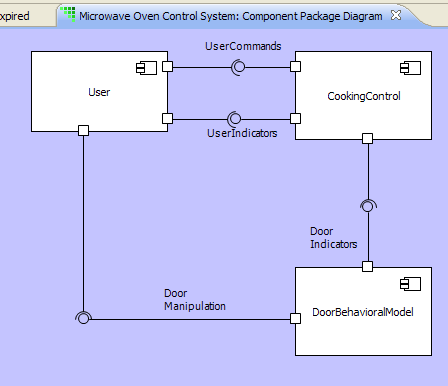 xpired
Microwave Oven Control System: Component Package Diagram
UserCommands
User
CookingControl
UserIndicators
Door
Indicators
Door
Manipulation
DoorBehavioralModel